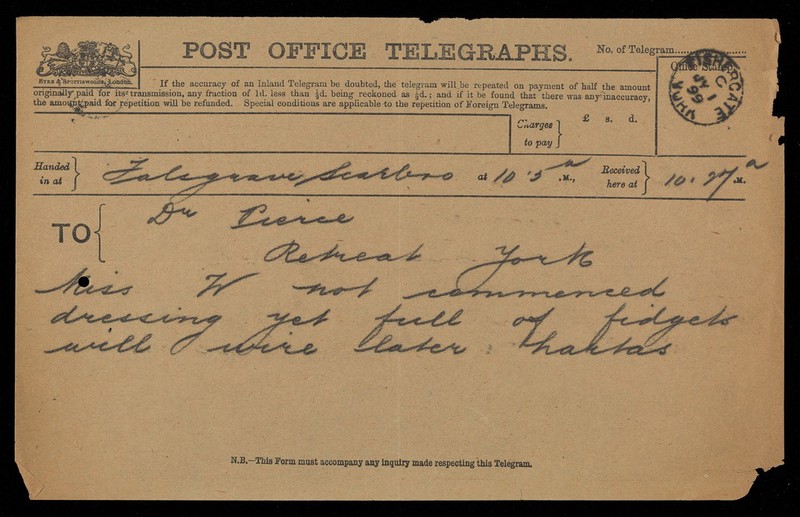 POST OFFICE TELEGRAPHS.
No. of Telegram
EYRE & SPOTTISWOODE, London.
If the accuracy of an Inland Telegram be doubted, the telegram will be repeated on payment of half the amount
originally paid for its transmission, any fraction of 1d. less than ½d. being reckoned as ½d.; and if it be found that there was any inaccuracy,
the amount paid for repetition will be refunded. Special conditions are applicable to the repetition of Foreign Telegrams.
Office Stamp
FISHERGATE
C
JY 1
99
YORK
Charges to pay } £ s. d.
Handed in at } Falsgrave Scarbro at 10.5 a .M., Received here at } 10.27 a .M.
TO { Dr Pierce
Retreat York
Miss W not commenced
dressing yet full of fidgets
will wire later : hartas
N.B.—This Form must accompany any inquiry made respecting this Telegram.